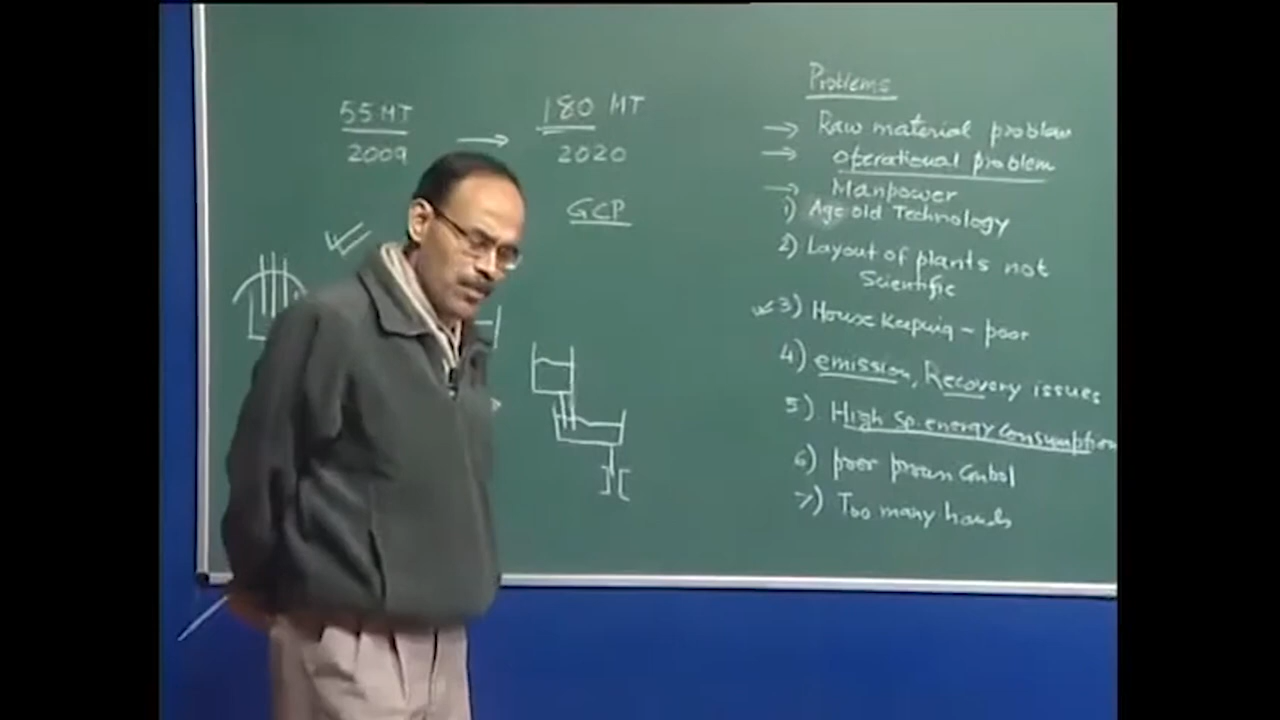 55 MT → 180 MT
2009 2020
GCP
Problems
→ Raw material problem
→ operational problem
→ Manpower
1) Age old Technology
2) Layout of plants not
Scientific
3) House Keeping - poor
4) emission, Recovery issues
5) High Sp. energy Consumption
6) poor process Control
7) Too many hands